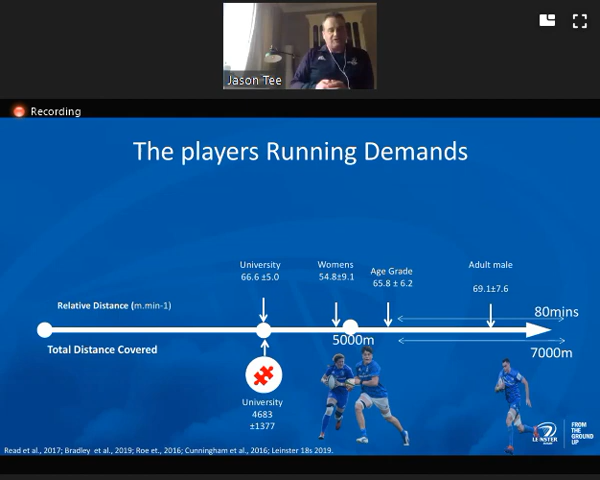 Jason Tee
Recording
The players Running Demands
University
66.6 ±5.0
Womens
54.8±9.1
Age Grade
65.8 ± 6.2
Adult male
69.1±7.6
Relative Distance (m.min-1)
80mins
5000m
Total Distance Covered
7000m
University
4683
±1377
LEINSTER
FROM
THE
GROUND
UP
Read et al., 2017; Bradley et al., 2019; Roe et., 2016; Cunningham et al., 2016; Leinster 18s 2019.